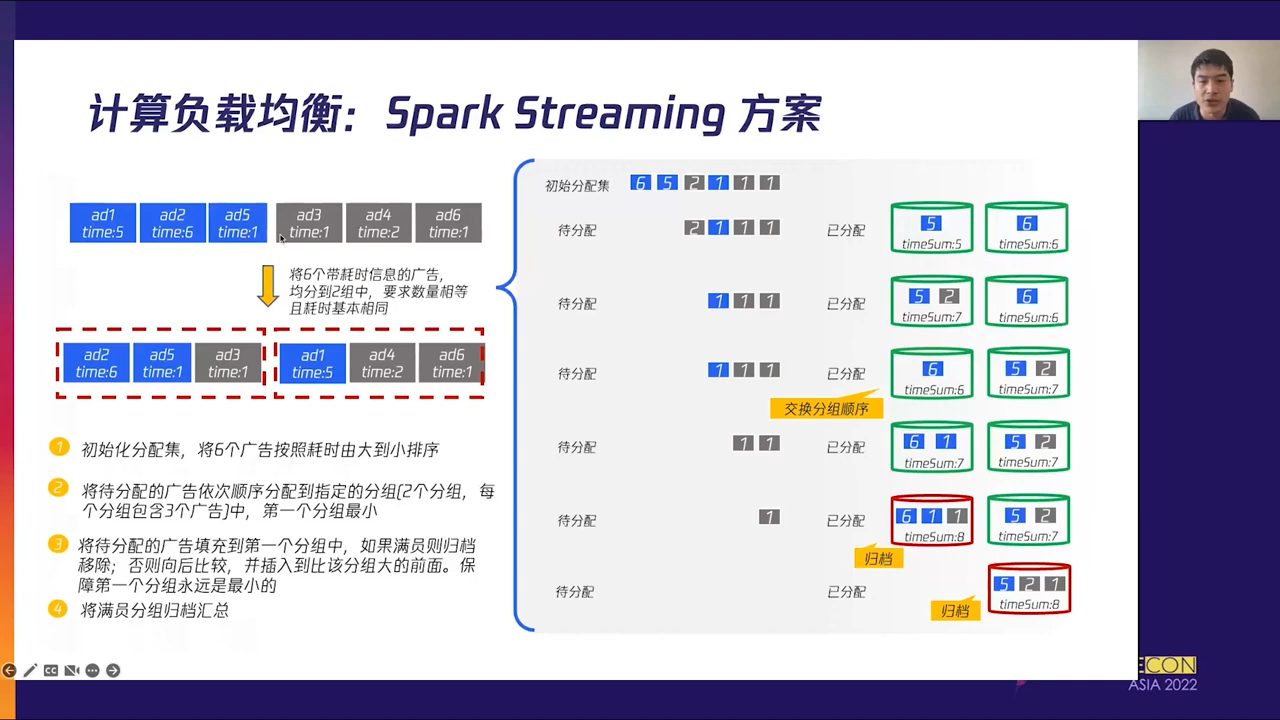 计算负载均衡：Spark Streaming 方案
ad1 ad2 ad5 ad3 ad4 ad6
time:5 time:6 time:1 time:1 time:2 time:1
将6个带耗时信息的广告，
均分到2组中，要求数量相等
且耗时基本相同
ad2 ad5 ad3 ad1 ad4 ad6
time:6 time:1 time:1 time:5 time:2 time:1
1 初始化分配集，将6个广告按照耗时由大到小排序
2 将待分配的广告依次顺序分配到指定的分组(2个分组，每
个分组包含3个广告)中，第一个分组最小
3 将待分配的广告填充到第一个分组中，如果满员则归档
移除；否则向后比较，并插入到比该分组大的前面。保
障第一个分组永远是最小的
4 将满员分组归档汇总
初始分配集 6 5 2 1 1 1
待分配 2 1 1 1 已分配 5 6
timeSum:5 timeSum:6
待分配 1 1 1 已分配 5 2 6
timeSum:7 timeSum:6
待分配 1 1 1 已分配 6 5 2
timeSum:6 timeSum:7
交换分组顺序
待分配 1 1 已分配 6 1 5 2
timeSum:7 timeSum:7
待分配 1 已分配 6 1 1 5 2
timeSum:8 timeSum:7
归档
待分配 已分配 5 2 1
timeSum:8
归档
ECON
ASIA 2022